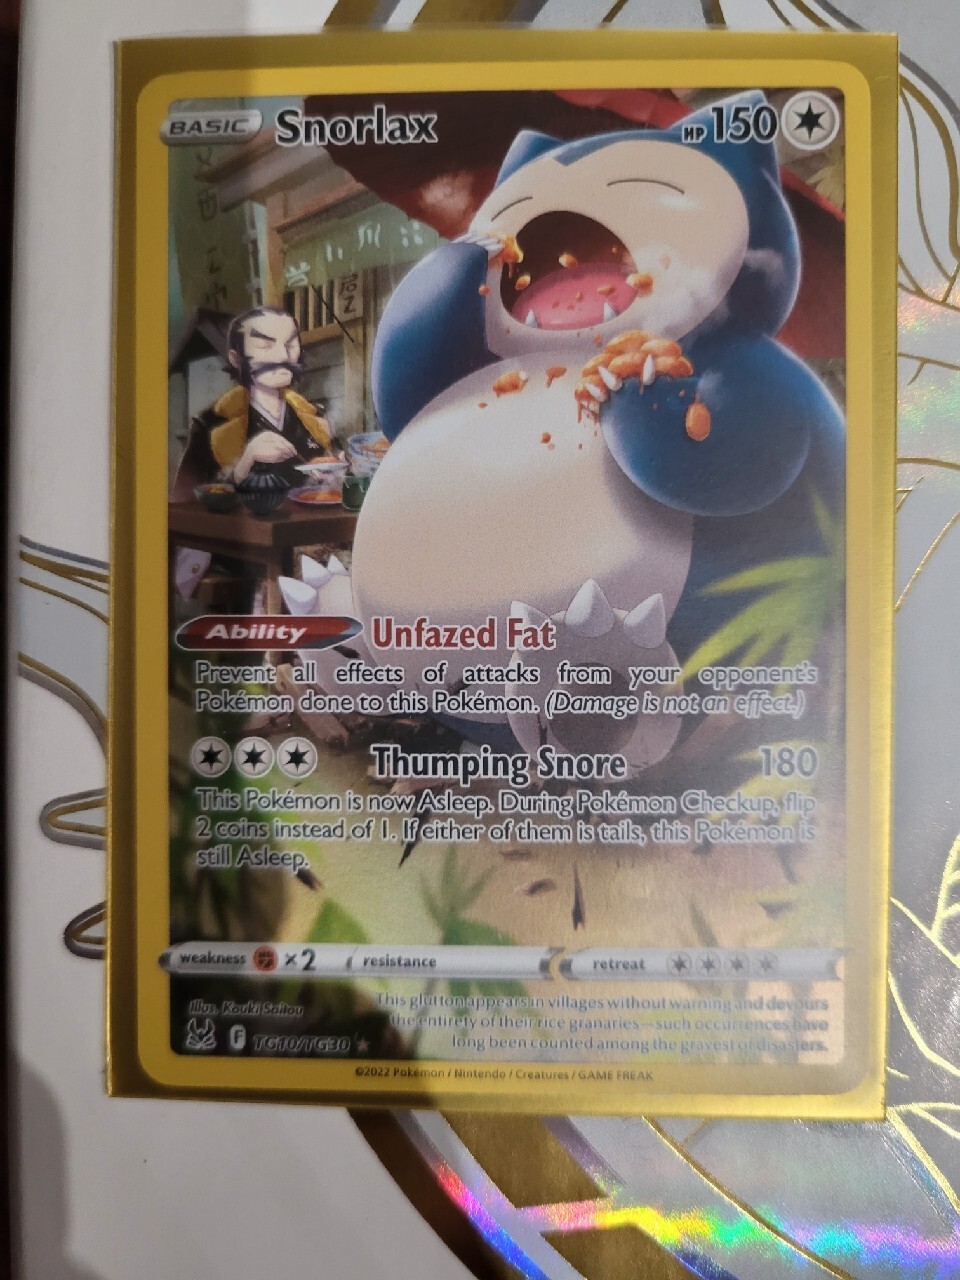 BASIC Snorlax HP 150
Ability Unfazed Fat
Prevent all effects of attacks from your opponent's
Pokémon done to this Pokémon. (Damage is not an effect.)
Thumping Snore 180
This Pokémon is now Asleep. During Pokémon Checkup, flip
2 coins instead of 1. If either of them is tails, this Pokémon is
still Asleep.
weakness ×2 resistance retreat
Illus. Kouki Saitou
This glutton appears in villages without warning and devours
the entirety of their rice granaries—such occurrences have
long been counted among the gravest of disasters.
F TG10/TG30 ★
©2022 Pokémon / Nintendo / Creatures / GAME FREAK